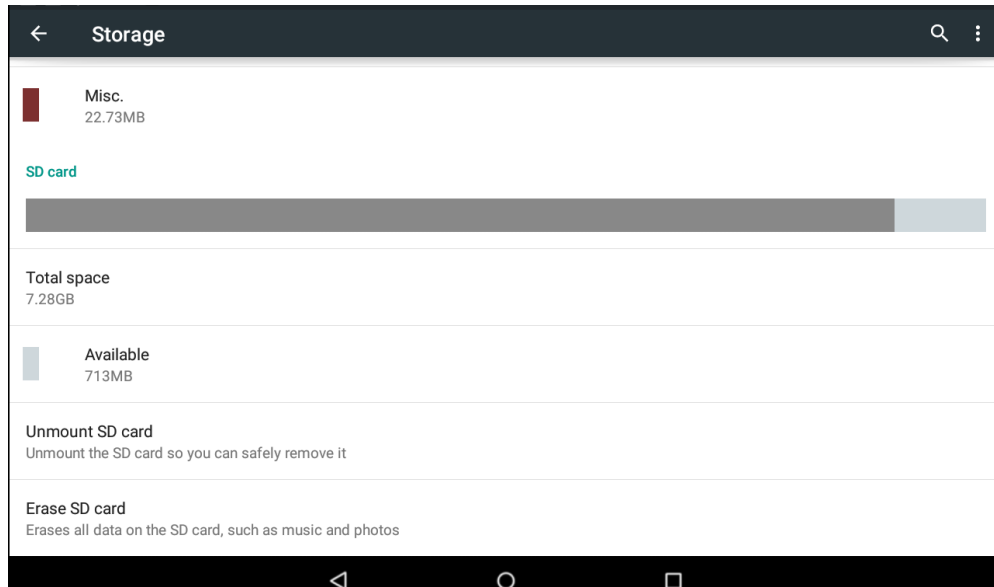 Storage
Misc.
22.73MB
SD card
Total space
7.28GB
Available
713MB
Unmount SD card
Unmount the SD card so you can safely remove it
Erase SD card
Erases all data on the SD card, such as music and photos